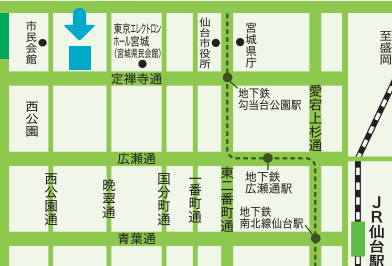 市民会館
東京エレクトロン
ホール宮城
(宮城県民会館)
仙台市役所
宮城県庁
至盛岡
定禅寺通
地下鉄
勾当台公園駅
愛宕上杉通
西公園
広瀬通
地下鉄
広瀬通駅
西公園通
晩翠通
国分町通
一番町通
東二番町通
地下鉄
南北線仙台駅
JR仙台駅
青葉通